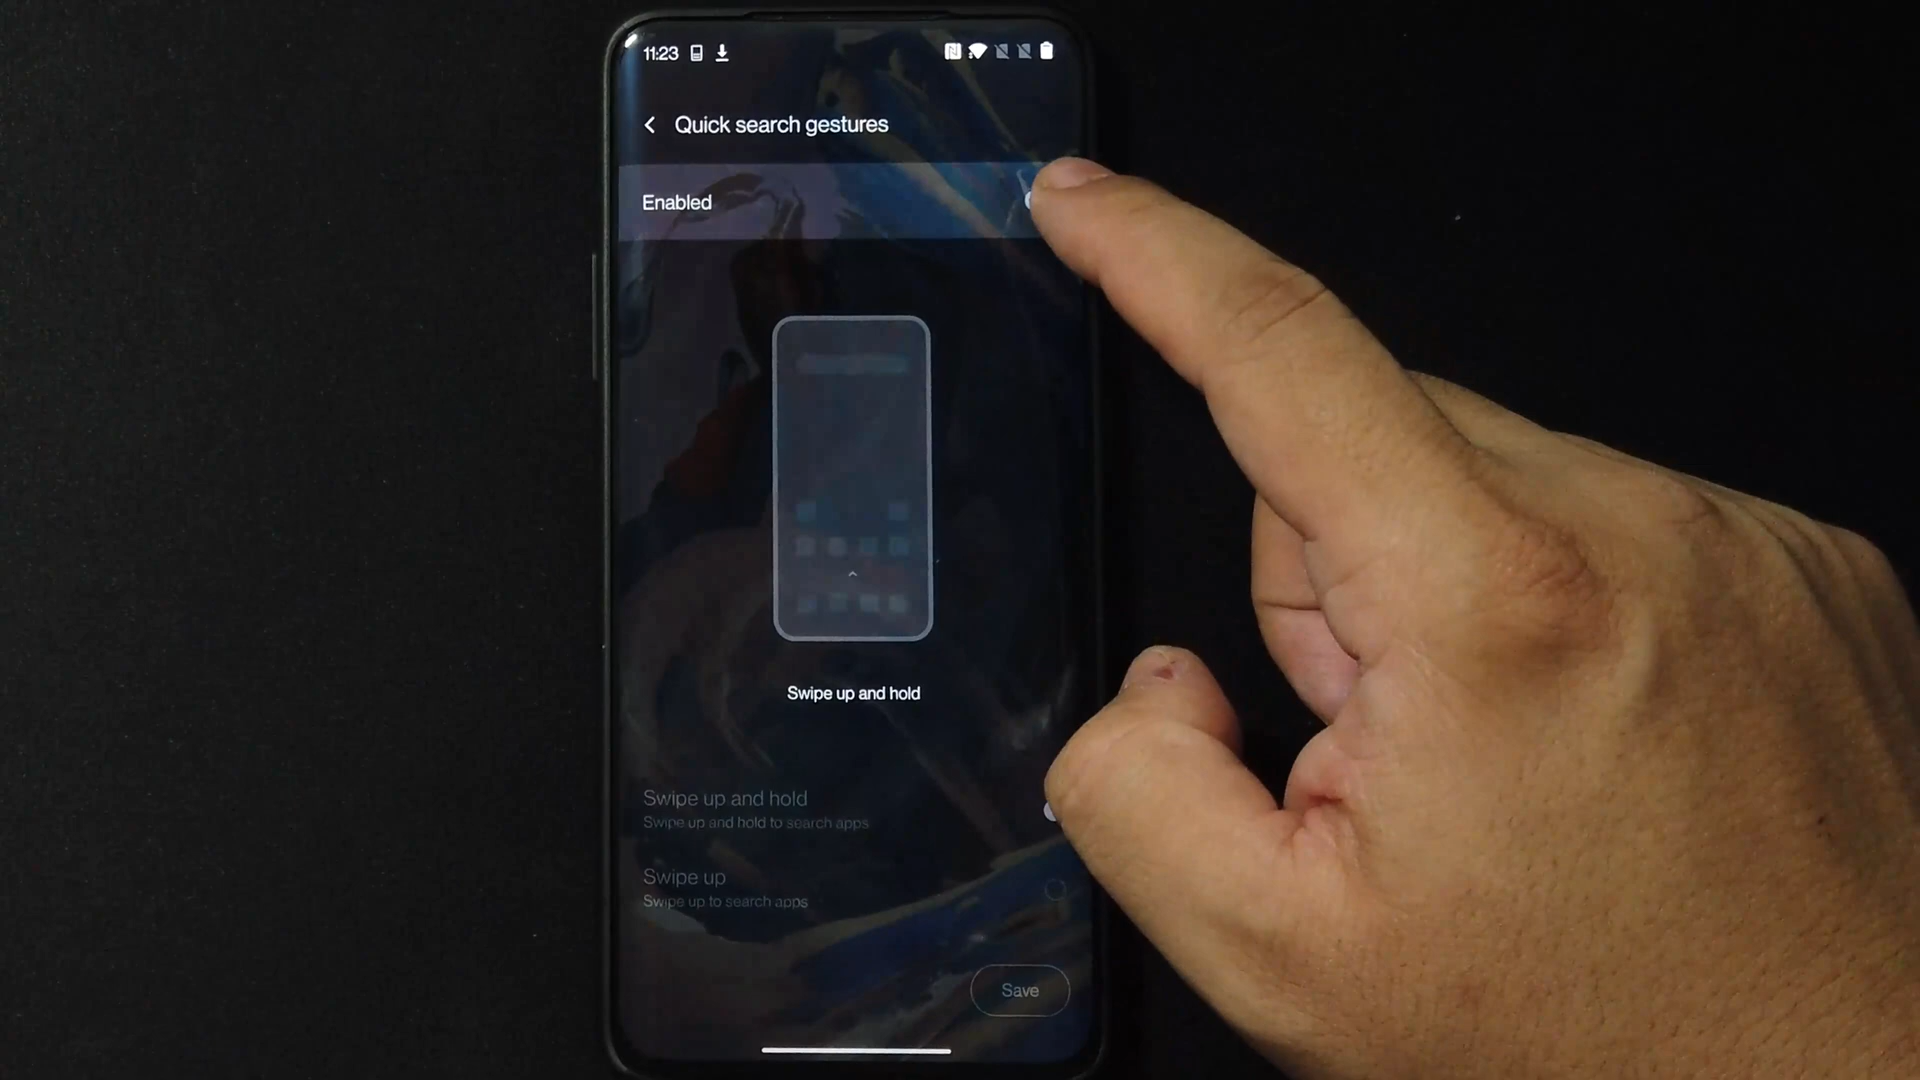 11:23
Quick search gestures
Enabled
Swipe up and hold
Swipe up and hold
Swipe up and hold to search apps
Swipe up
Swipe up to search apps
Save